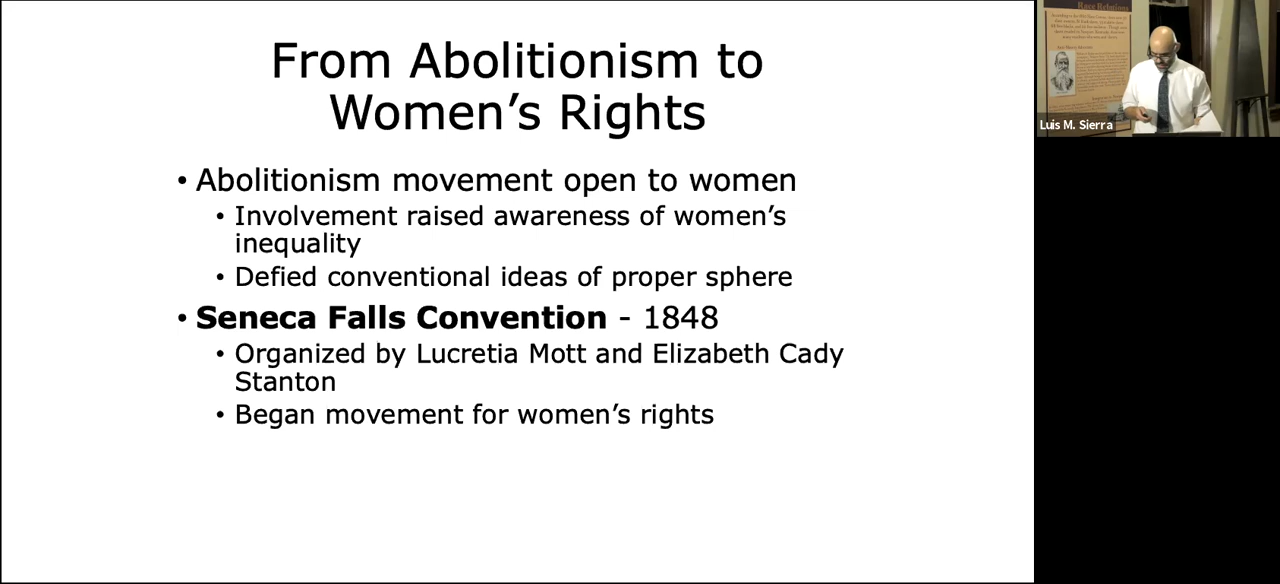 From Abolitionism to
Women’s Rights
• Abolitionism movement open to women
• Involvement raised awareness of women’s
inequality
• Defied conventional ideas of proper sphere
• Seneca Falls Convention - 1848
• Organized by Lucretia Mott and Elizabeth Cady
Stanton
• Began movement for women’s rights
Race Relations
Luis M. Sierra